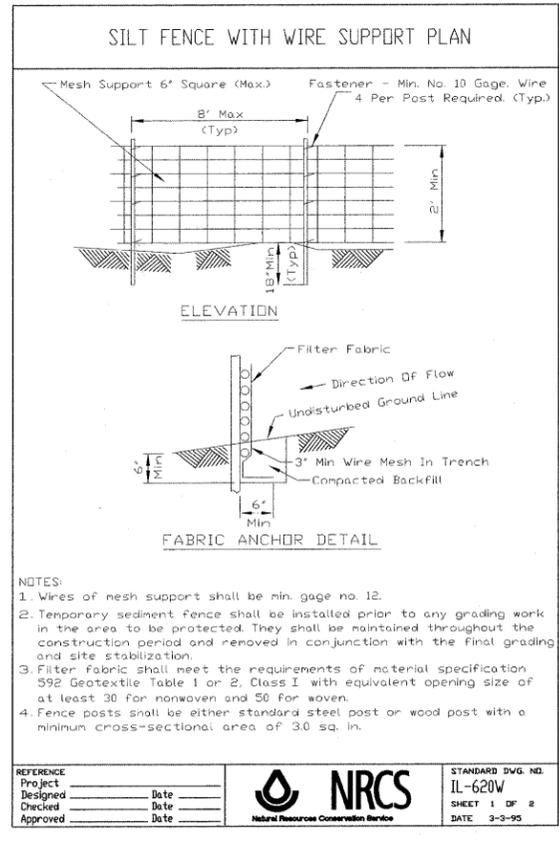 SILT FENCE WITH WIRE SUPPORT PLAN
Mesh Support 6" Square (Max.)
Fastener - Min. No. 10 Gage. Wire
4 Per Post Required. (Typ.)
8' Max
(Typ)
2' Min
18"Min
(Typ)
ELEVATION
Filter Fabric
Direction Of Flow
Undisturbed Ground Line
6"
Min
3" Min Wire Mesh In Trench
Compacted Backfill
6"
Min
FABRIC ANCHOR DETAIL
NOTES:
1. Wires of mesh support shall be min. gage no. 12.
2. Temporary sediment fence shall be installed prior to any grading work
in the area to be protected. They shall be maintained throughout the
construction period and removed in conjunction with the final grading
and site stabilization.
3. Filter fabric shall meet the requirements of material specification
592 Geotextile Table 1 or 2, Class I with equivalent opening size of
at least 30 for nonwoven and 50 for woven.
4. Fence posts shall be either standard steel post or wood post with a
minimum cross-sectional area of 3.0 sq. in.
REFERENCE
Project
Designed Date
Checked Date
Approved Date
NRCS
Natural Resources Conservation Service
STANDARD DWG. NO.
IL-620W
SHEET 1 OF 2
DATE 3-3-95